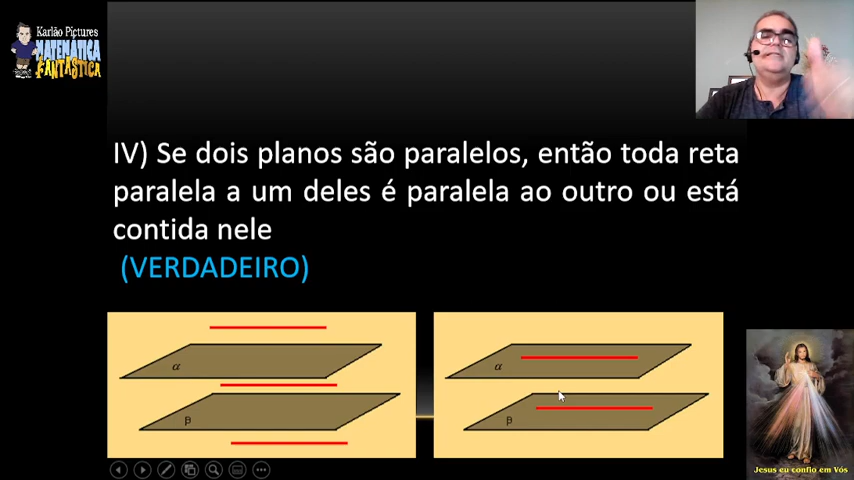 Karlão Pictures
MATEMÁTICA
FANTÁSTICA
IV) Se dois planos são paralelos, então toda reta
paralela a um deles é paralela ao outro ou está
contida nele
(VERDADEIRO)
α
β
α
β
Jesus eu confio em Vós